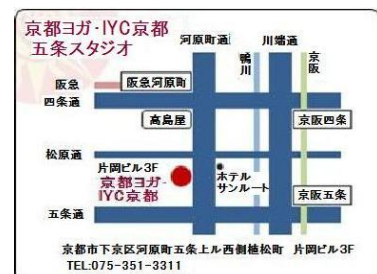 京都ヨガ･IYC京都
五条スタジオ
河原町通
川端通
鴨川
京阪
阪急
阪急河原町
四条通
高島屋
京阪四条
松原通
片岡ビル3F
京都ヨガ-
IYC京都
ホテル
サンルート
京阪五条
五条通
京都市下京区河原町五条上ル西側植松町 片岡ビル3F
TEL:075-351-3311